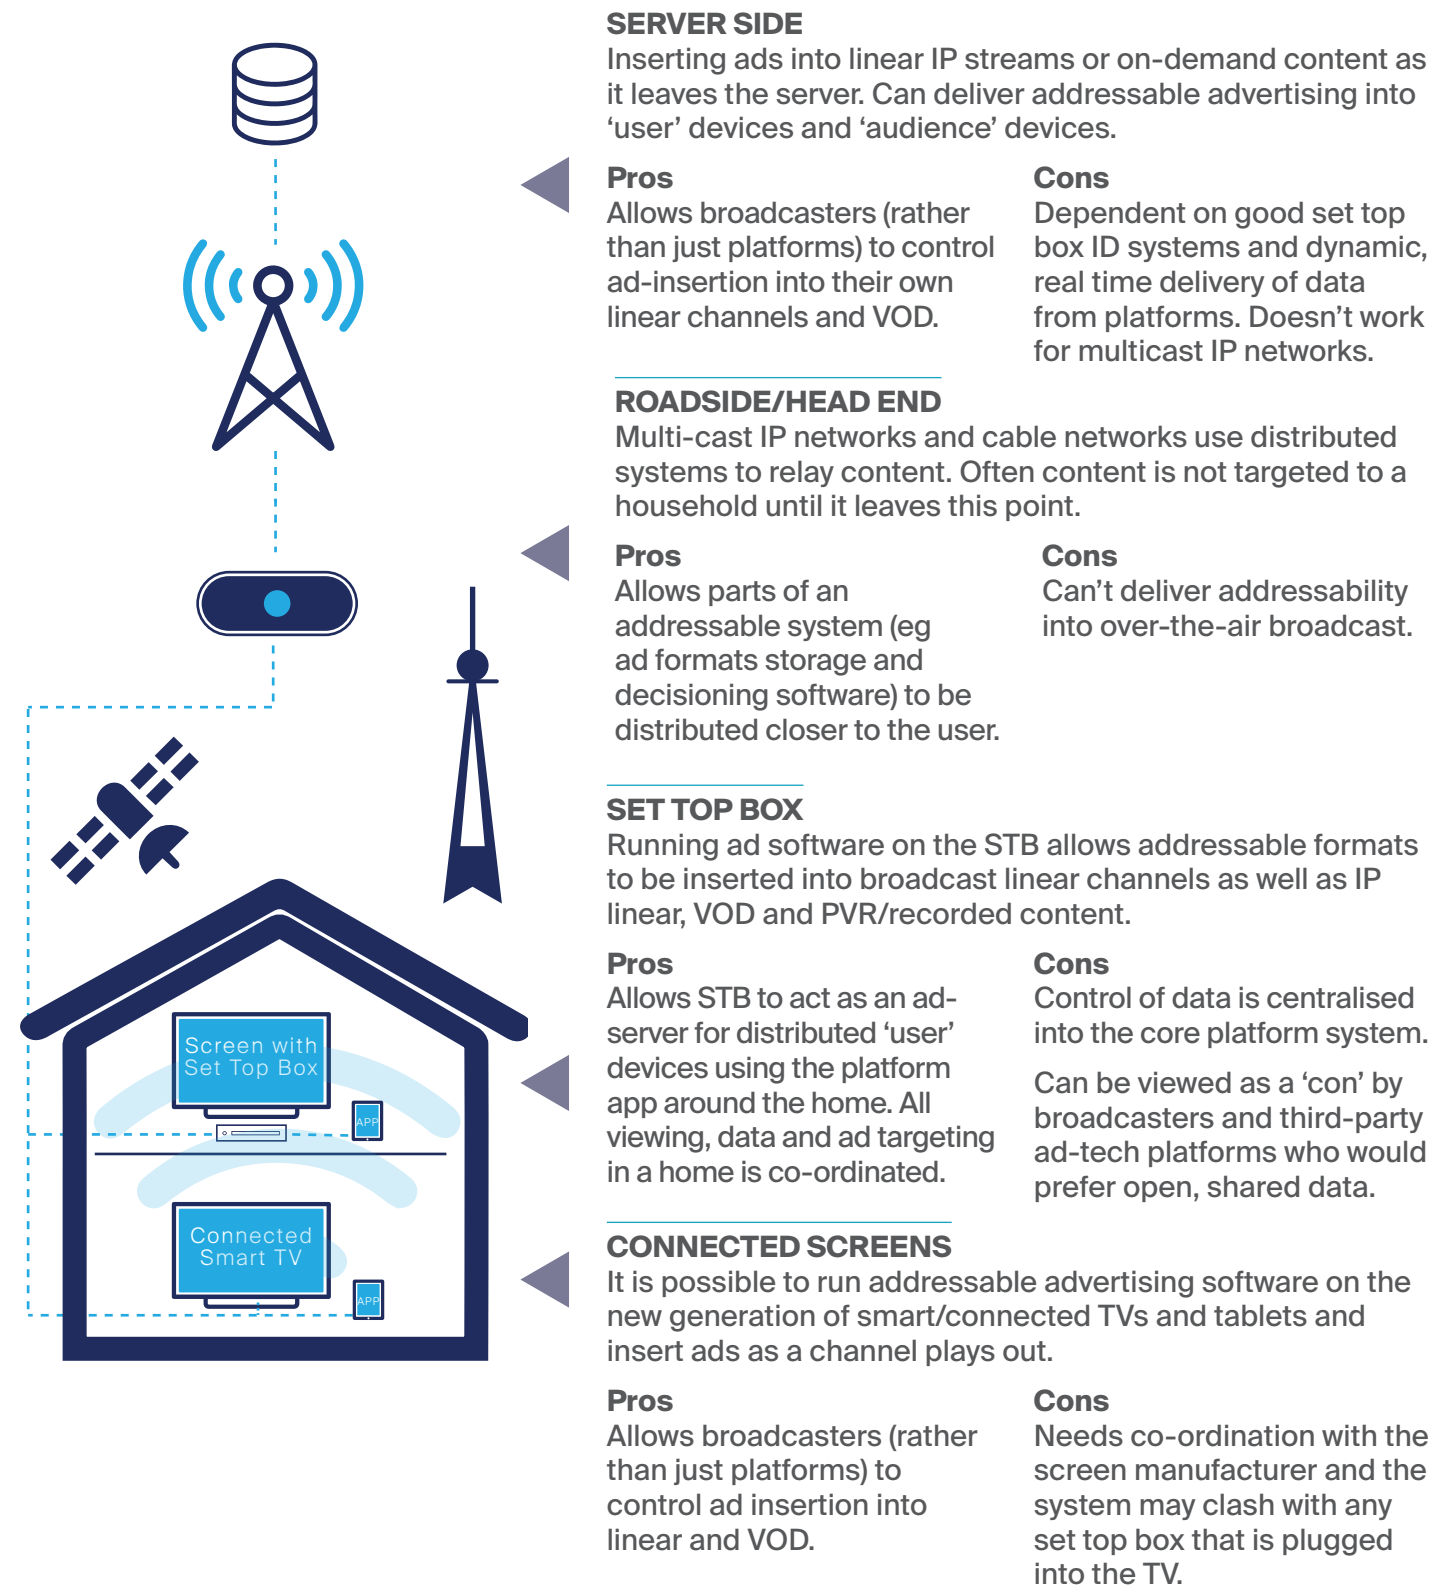 SERVER SIDE
Inserting ads into linear IP streams or on-demand content as
it leaves the server. Can deliver addressable advertising into
‘user’ devices and ‘audience’ devices.
Pros
Allows broadcasters (rather
than just platforms) to control
ad-insertion into their own
linear channels and VOD.
Cons
Dependent on good set top
box ID systems and dynamic,
real time delivery of data
from platforms. Doesn’t work
for multicast IP networks.
ROADSIDE/HEAD END
Multi-cast IP networks and cable networks use distributed
systems to relay content. Often content is not targeted to a
household until it leaves this point.
Pros
Allows parts of an
addressable system (eg
ad formats storage and
decisioning software) to be
distributed closer to the user.
Cons
Can’t deliver addressability
into over-the-air broadcast.
SET TOP BOX
Running ad software on the STB allows addressable formats
to be inserted into broadcast linear channels as well as IP
linear, VOD and PVR/recorded content.
Pros
Allows STB to act as an ad-
server for distributed ‘user’
devices using the platform
app around the home. All
viewing, data and ad targeting
in a home is co-ordinated.
Cons
Control of data is centralised
into the core platform system.
Can be viewed as a ‘con’ by
broadcasters and third-party
ad-tech platforms who would
prefer open, shared data.
Screen with
Set Top Box
APP
Connected
Smart TV
APP
CONNECTED SCREENS
It is possible to run addressable advertising software on the
new generation of smart/connected TVs and tablets and
insert ads as a channel plays out.
Pros
Allows broadcasters (rather
than just platforms) to
control ad insertion into
linear and VOD.
Cons
Needs co-ordination with the
screen manufacturer and the
system may clash with any
set top box that is plugged
into the TV.